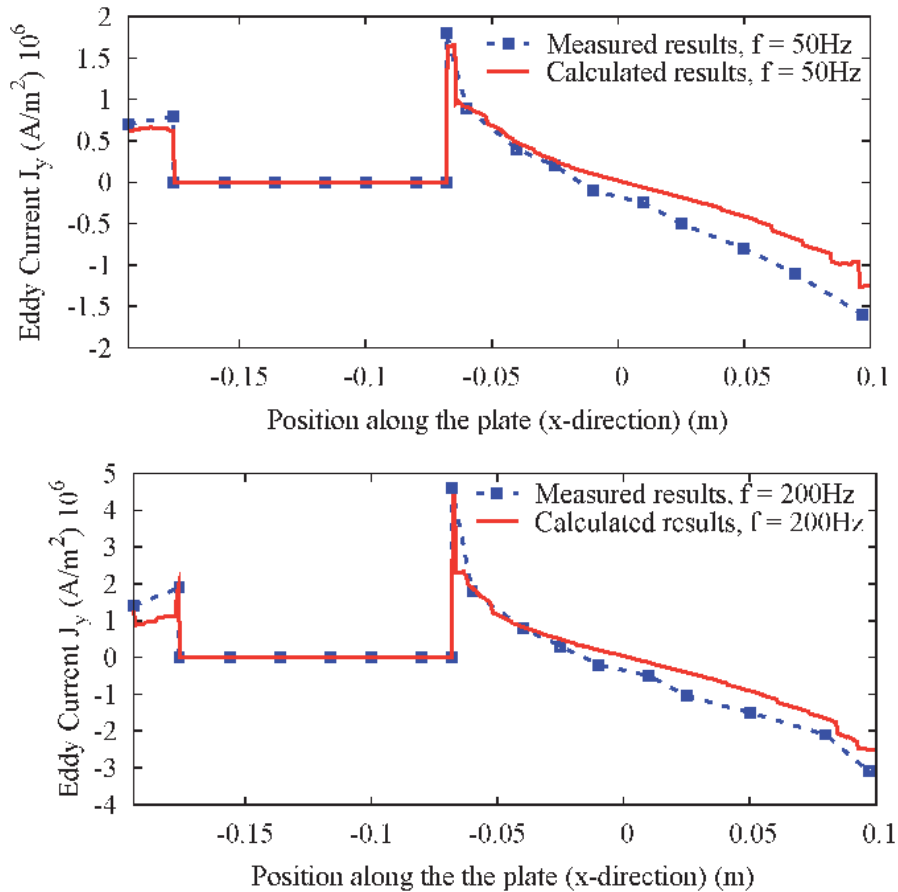 2
1.5
1
0.5
0
-0.5
-1
-1.5
-2
Eddy Current J_y (A/m²) 10⁶
Measured results, f = 50Hz
Calculated results, f = 50Hz
-0.15 -0.1 -0.05 0 0.05 0.1
Position along the plate (x-direction) (m)
5
4
3
2
1
0
-1
-2
-3
-4
Eddy Current J_y (A/m²) 10⁶
Measured results, f = 200Hz
Calculated results, f = 200Hz
-0.15 -0.1 -0.05 0 0.05 0.1
Position along the the plate (x-direction) (m)